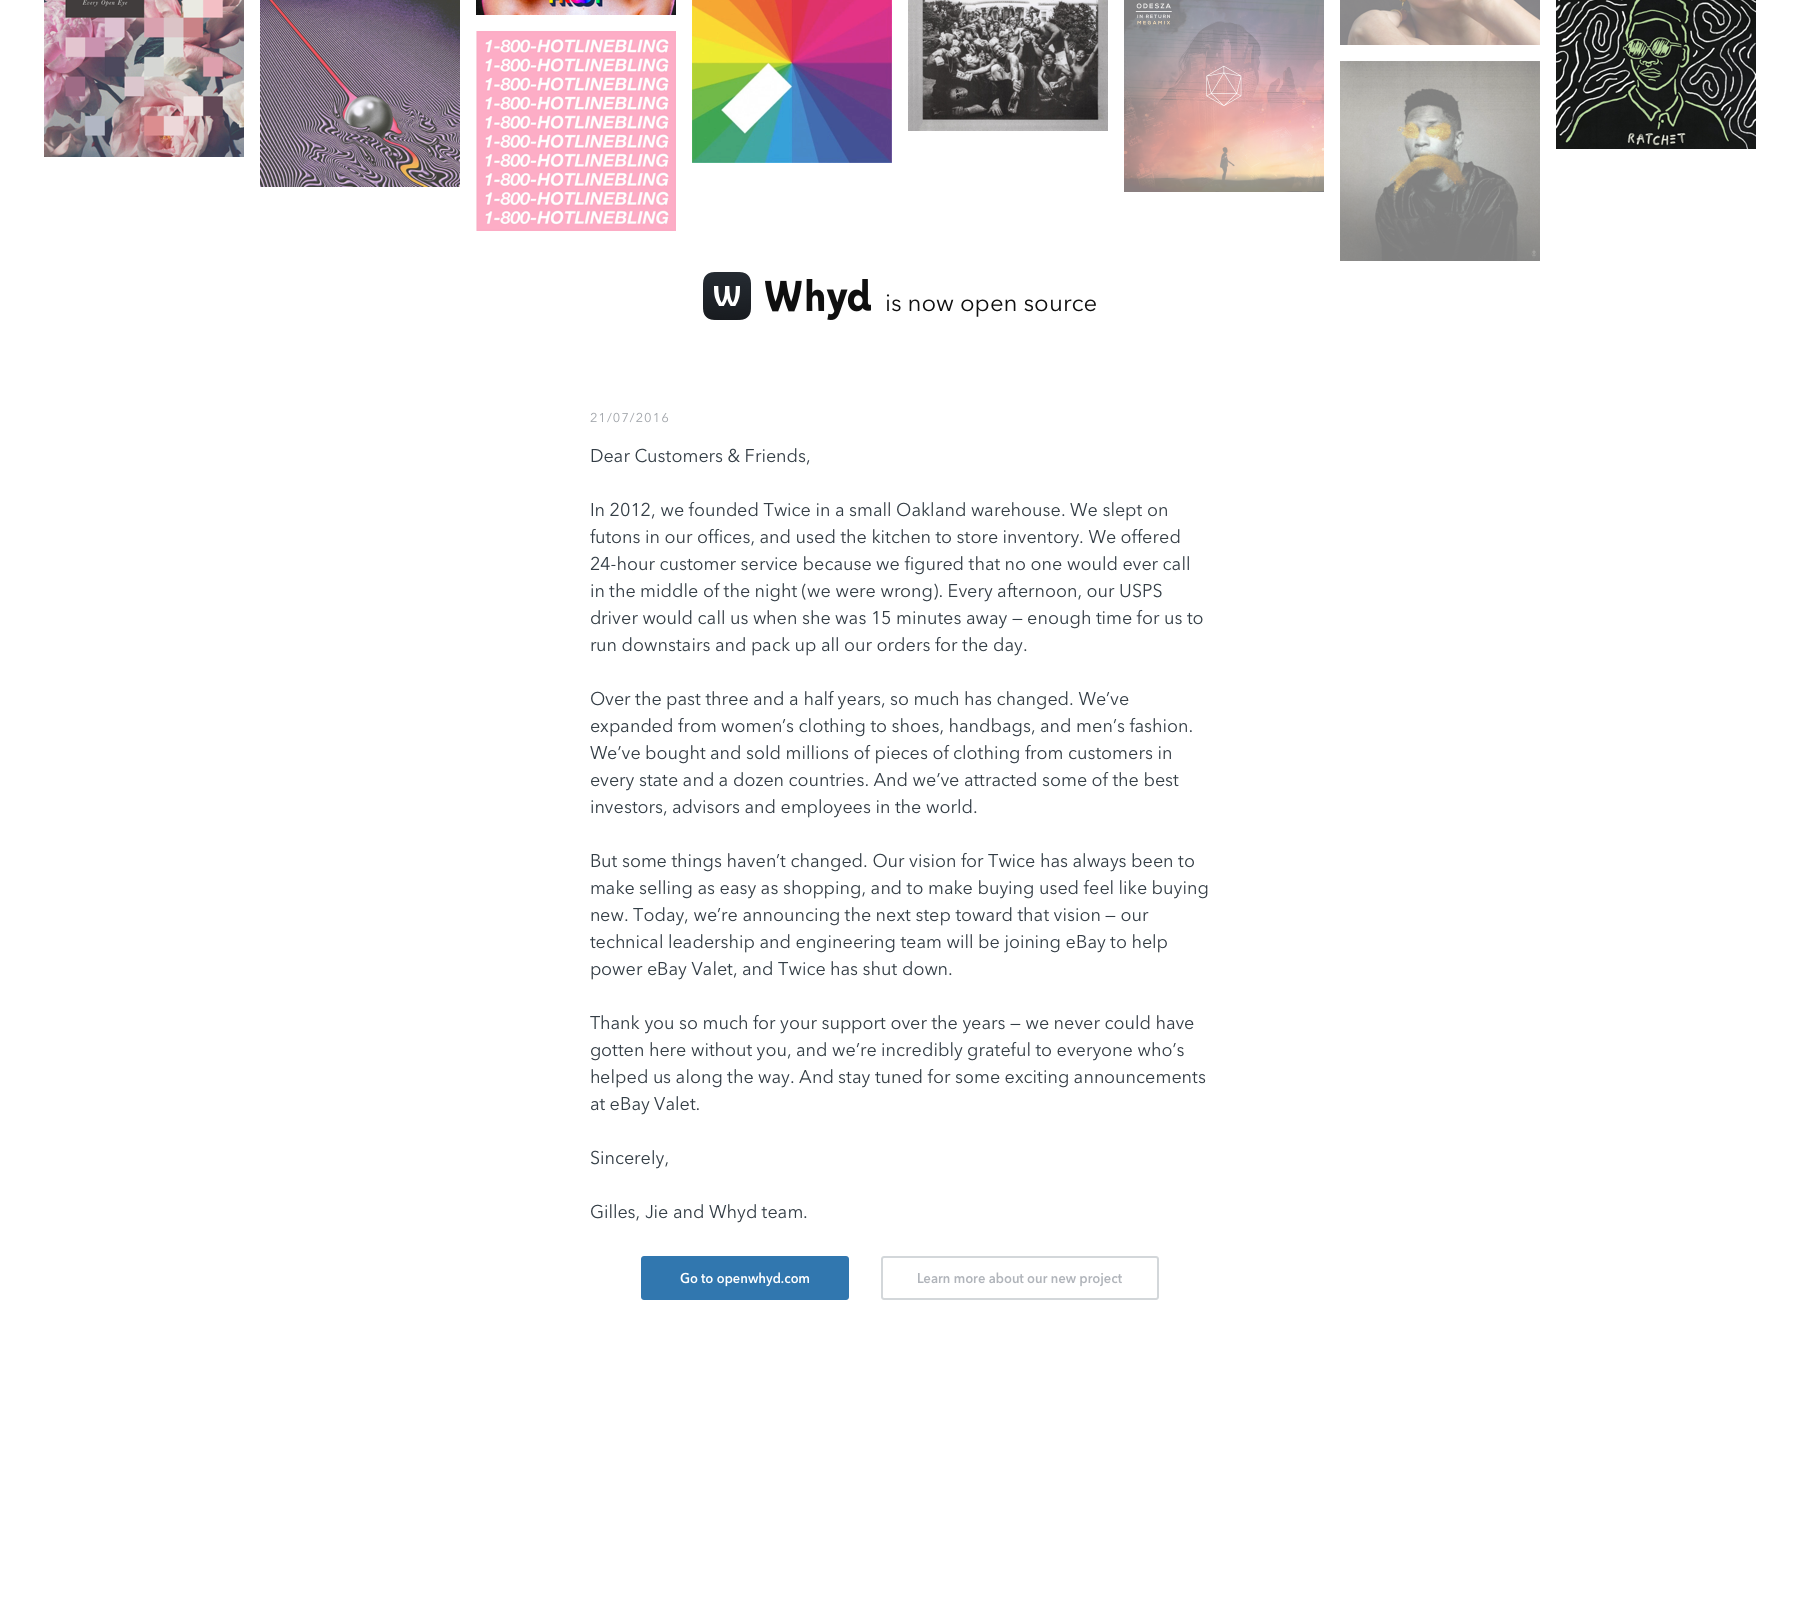 Every Open Eye
FROOT
1-800-HOTLINEBLING
1-800-HOTLINEBLING
1-800-HOTLINEBLING
1-800-HOTLINEBLING
1-800-HOTLINEBLING
1-800-HOTLINEBLING
1-800-HOTLINEBLING
1-800-HOTLINEBLING
1-800-HOTLINEBLING
1-800-HOTLINEBLING
ODESZA
IN RETURN
MEGAMIX
RATCHET
W Whyd is now open source
21/07/2016
Dear Customers & Friends,
In 2012, we founded Twice in a small Oakland warehouse. We slept on
futons in our offices, and used the kitchen to store inventory. We offered
24-hour customer service because we figured that no one would ever call
in the middle of the night (we were wrong). Every afternoon, our USPS
driver would call us when she was 15 minutes away – enough time for us to
run downstairs and pack up all our orders for the day.
Over the past three and a half years, so much has changed. We’ve
expanded from women’s clothing to shoes, handbags, and men’s fashion.
We’ve bought and sold millions of pieces of clothing from customers in
every state and a dozen countries. And we’ve attracted some of the best
investors, advisors and employees in the world.
But some things haven’t changed. Our vision for Twice has always been to
make selling as easy as shopping, and to make buying used feel like buying
new. Today, we’re announcing the next step toward that vision – our
technical leadership and engineering team will be joining eBay to help
power eBay Valet, and Twice has shut down.
Thank you so much for your support over the years – we never could have
gotten here without you, and we’re incredibly grateful to everyone who’s
helped us along the way. And stay tuned for some exciting announcements
at eBay Valet.
Sincerely,
Gilles, Jie and Whyd team.
Go to openwhyd.com
Learn more about our new project